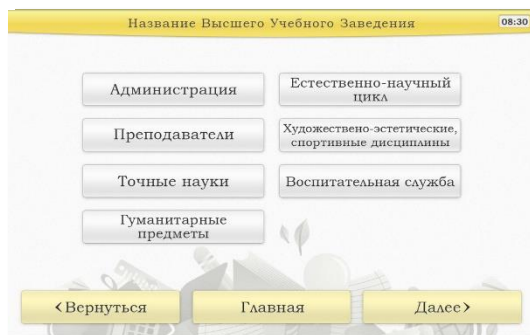 Название Высшего Учебного Заведения
08:30
Администрация
Естественно-научный
цикл
Преподаватели
Художествено-эстетические,
спортивные дисциплины
Точные науки
Воспитательная служба
Гуманитарные
предметы
‹Вернуться
Главная
Далее›